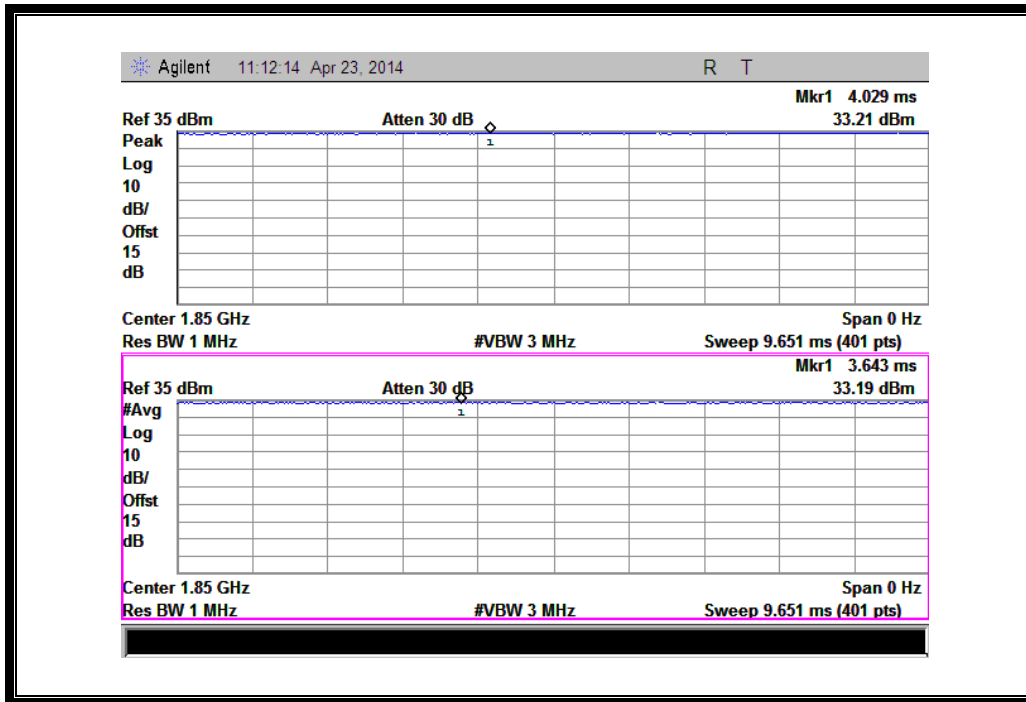 Agilent 11:12:14 Apr 23, 2014 R T
Mkr1 4.029 ms
Ref 35 dBm Atten 30 dB 33.21 dBm
Peak
1
Log
10
dB/
Offst
15
dB
Center 1.85 GHz Span 0 Hz
Res BW 1 MHz #VBW 3 MHz Sweep 9.651 ms (401 pts)
Mkr1 3.643 ms
Ref 35 dBm Atten 30 dB 33.19 dBm
#Avg
1
Log
10
dB/
Offst
15
dB
Center 1.85 GHz Span 0 Hz
Res BW 1 MHz #VBW 3 MHz Sweep 9.651 ms (401 pts)